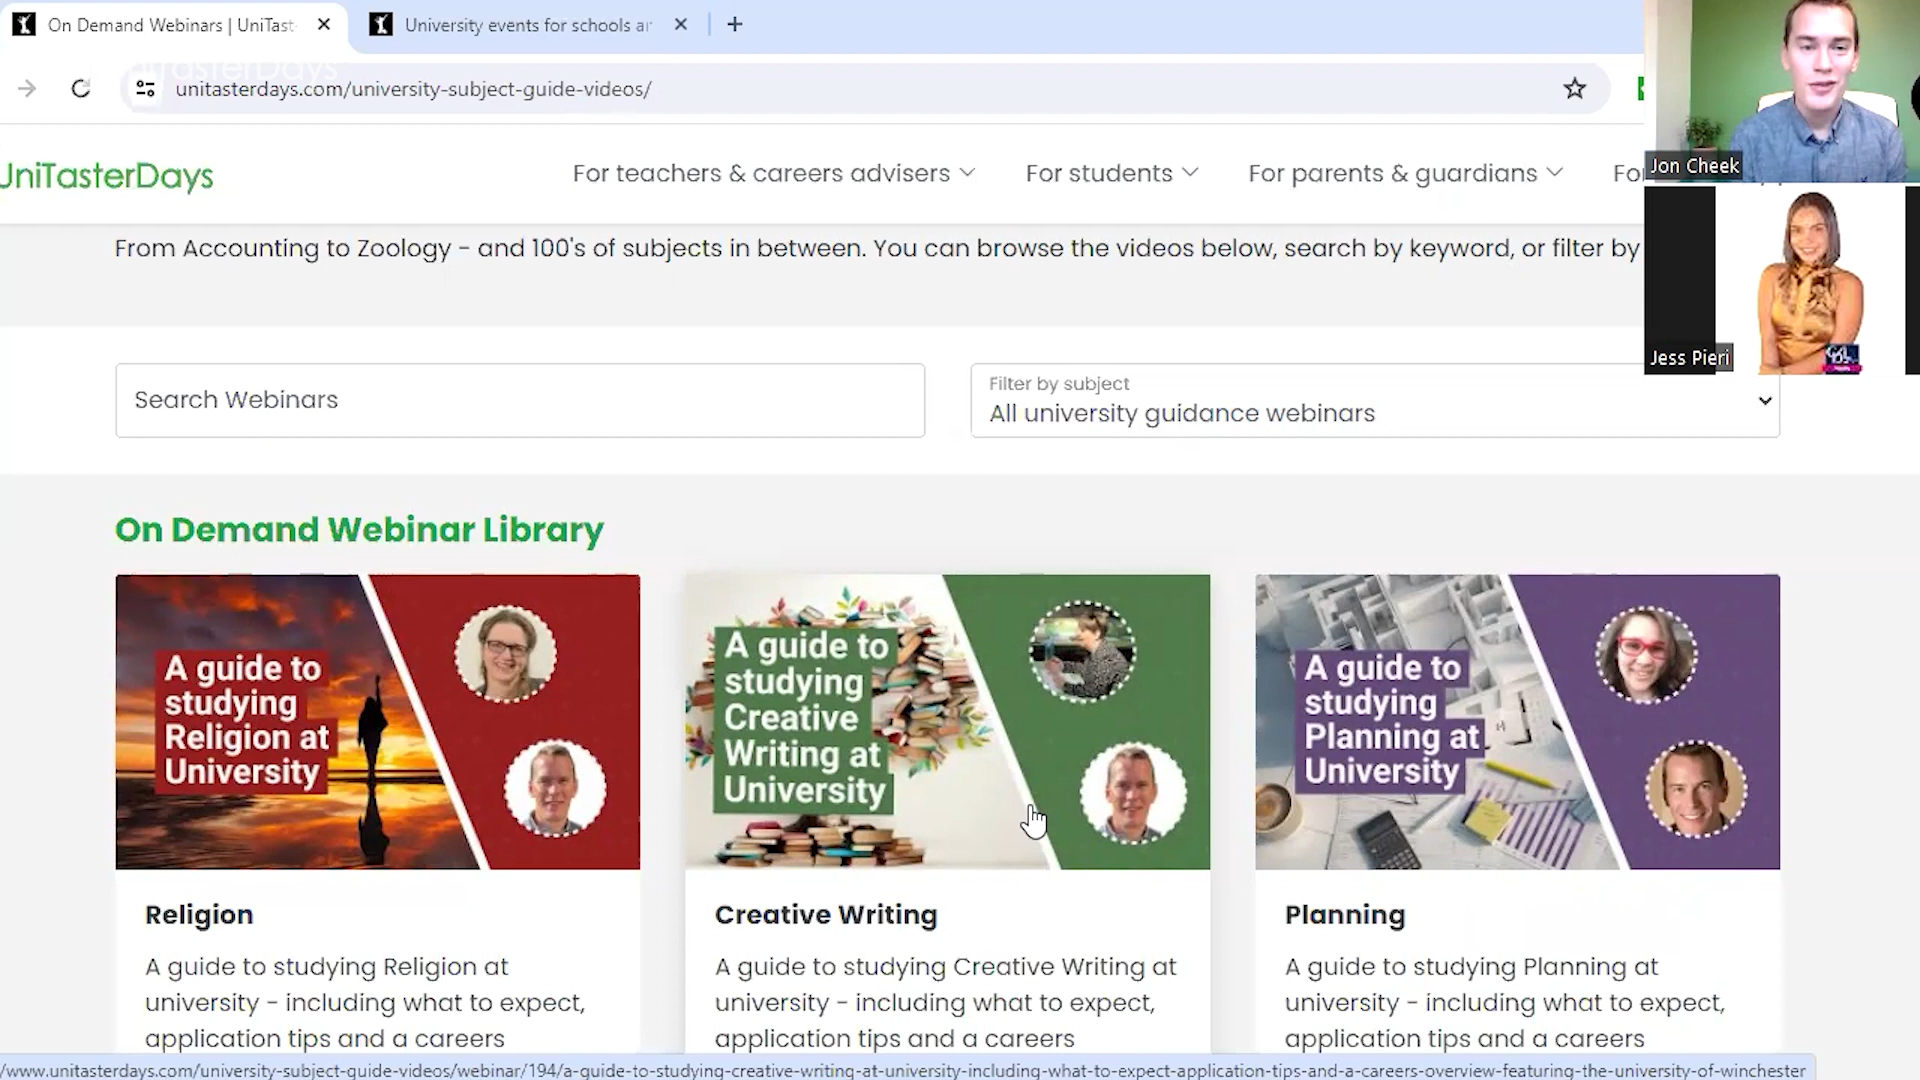 On Demand Webinars | UniTast
University events for schools ar
unitasterdays.com/university-subject-guide-videos/
UniTasterDays
For teachers & careers advisers
For students
For parents & guardians
For
Jon Cheek
Jess Pieri
From Accounting to Zoology - and 100's of subjects in between. You can browse the videos below, search by keyword, or filter by
Search Webinars
Filter by subject
All university guidance webinars
On Demand Webinar Library
A guide to
studying
Religion at
University
A guide to
studying
Creative
Writing at
University
A guide to
studying
Planning at
University
Religion
Creative Writing
Planning
A guide to studying Religion at
university - including what to expect,
application tips and a careers
A guide to studying Creative Writing at
university - including what to expect,
application tips and a careers
A guide to studying Planning at
university - including what to expect,
application tips and a careers
/www.unitasterdays.com/university-subject-guide-videos/webinar/194/a-guide-to-studying-creative-writing-at-university-including-what-to-expect-application-tips-and-a-careers-overview-featuring-the-university-of-winchester